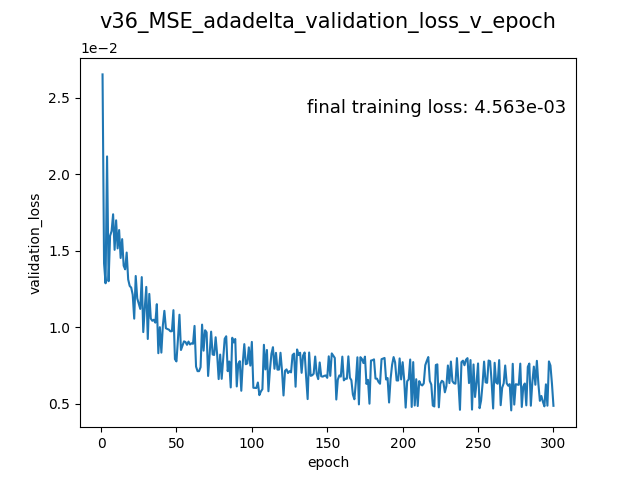 v36_MSE_adadelta_validation_loss_v_epoch
1e−2
final training loss: 4.563e-03
2.5
2.0
1.5
1.0
0.5
validation_loss
0 50 100 150 200 250 300
epoch